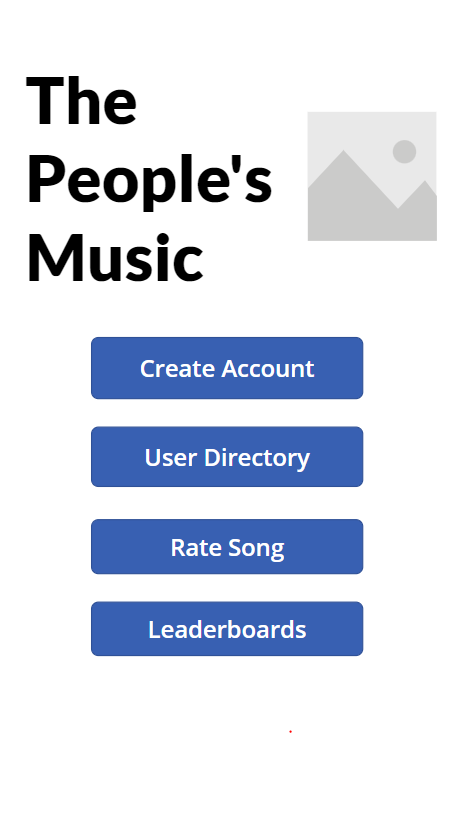 The
People's
Music
Create Account
User Directory
Rate Song
Leaderboards